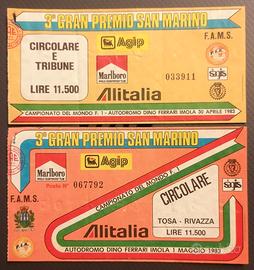 3° GRAN PREMIO SAN MARINO
CIRCOLARE
E
TRIBUNE
LIRE 11.500
Agip
F.A.M.S.
Marlboro
033911
sagis
Alitalia
CAMPIONATO DEL MONDO F. 1 - AUTODROMO DINO FERRARI IMOLA 30 APRILE 1983
3° GRAN PREMIO SAN MARINO
Marlboro
Agip
Posto N° 067792
CAMPIONATO DEL MONDO F. 1
F.A.M.S.
CIRCOLARE
TOSA - RIVAZZA
LIRE 11.500
sagis
Alitalia
AUTODROMO DINO FERRARI IMOLA 1 MAGGIO 1983